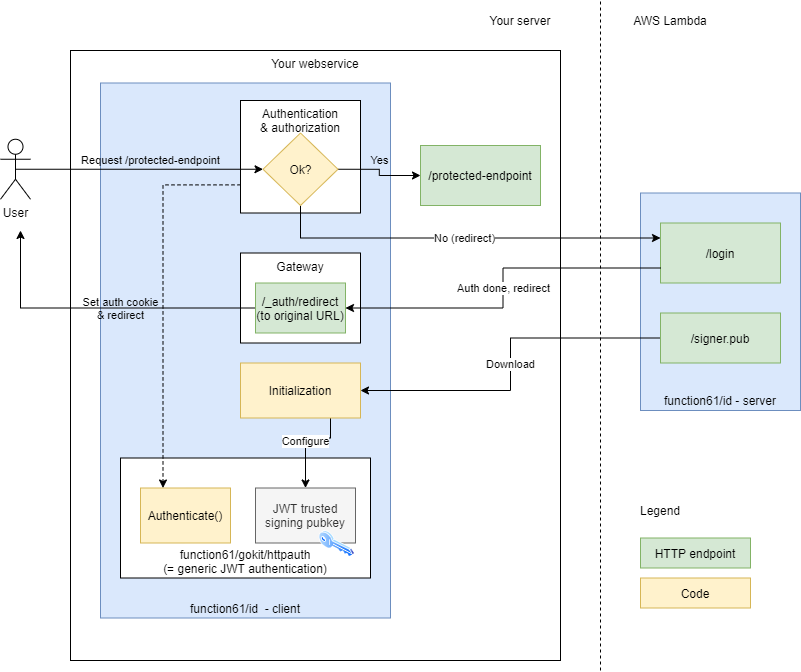 Your server
AWS Lambda
Your webservice
Authentication
& authorization
Request /protected-endpoint
Ok?
Yes
/protected-endpoint
User
No (redirect)
/login
Gateway
/_auth/redirect
(to original URL)
Set auth cookie
& redirect
Auth done, redirect
/signer.pub
Download
Initialization
function61/id - server
Configure
Authenticate()
JWT trusted
signing pubkey
function61/gokit/httpauth
(= generic JWT authentication)
function61/id - client
Legend
HTTP endpoint
Code